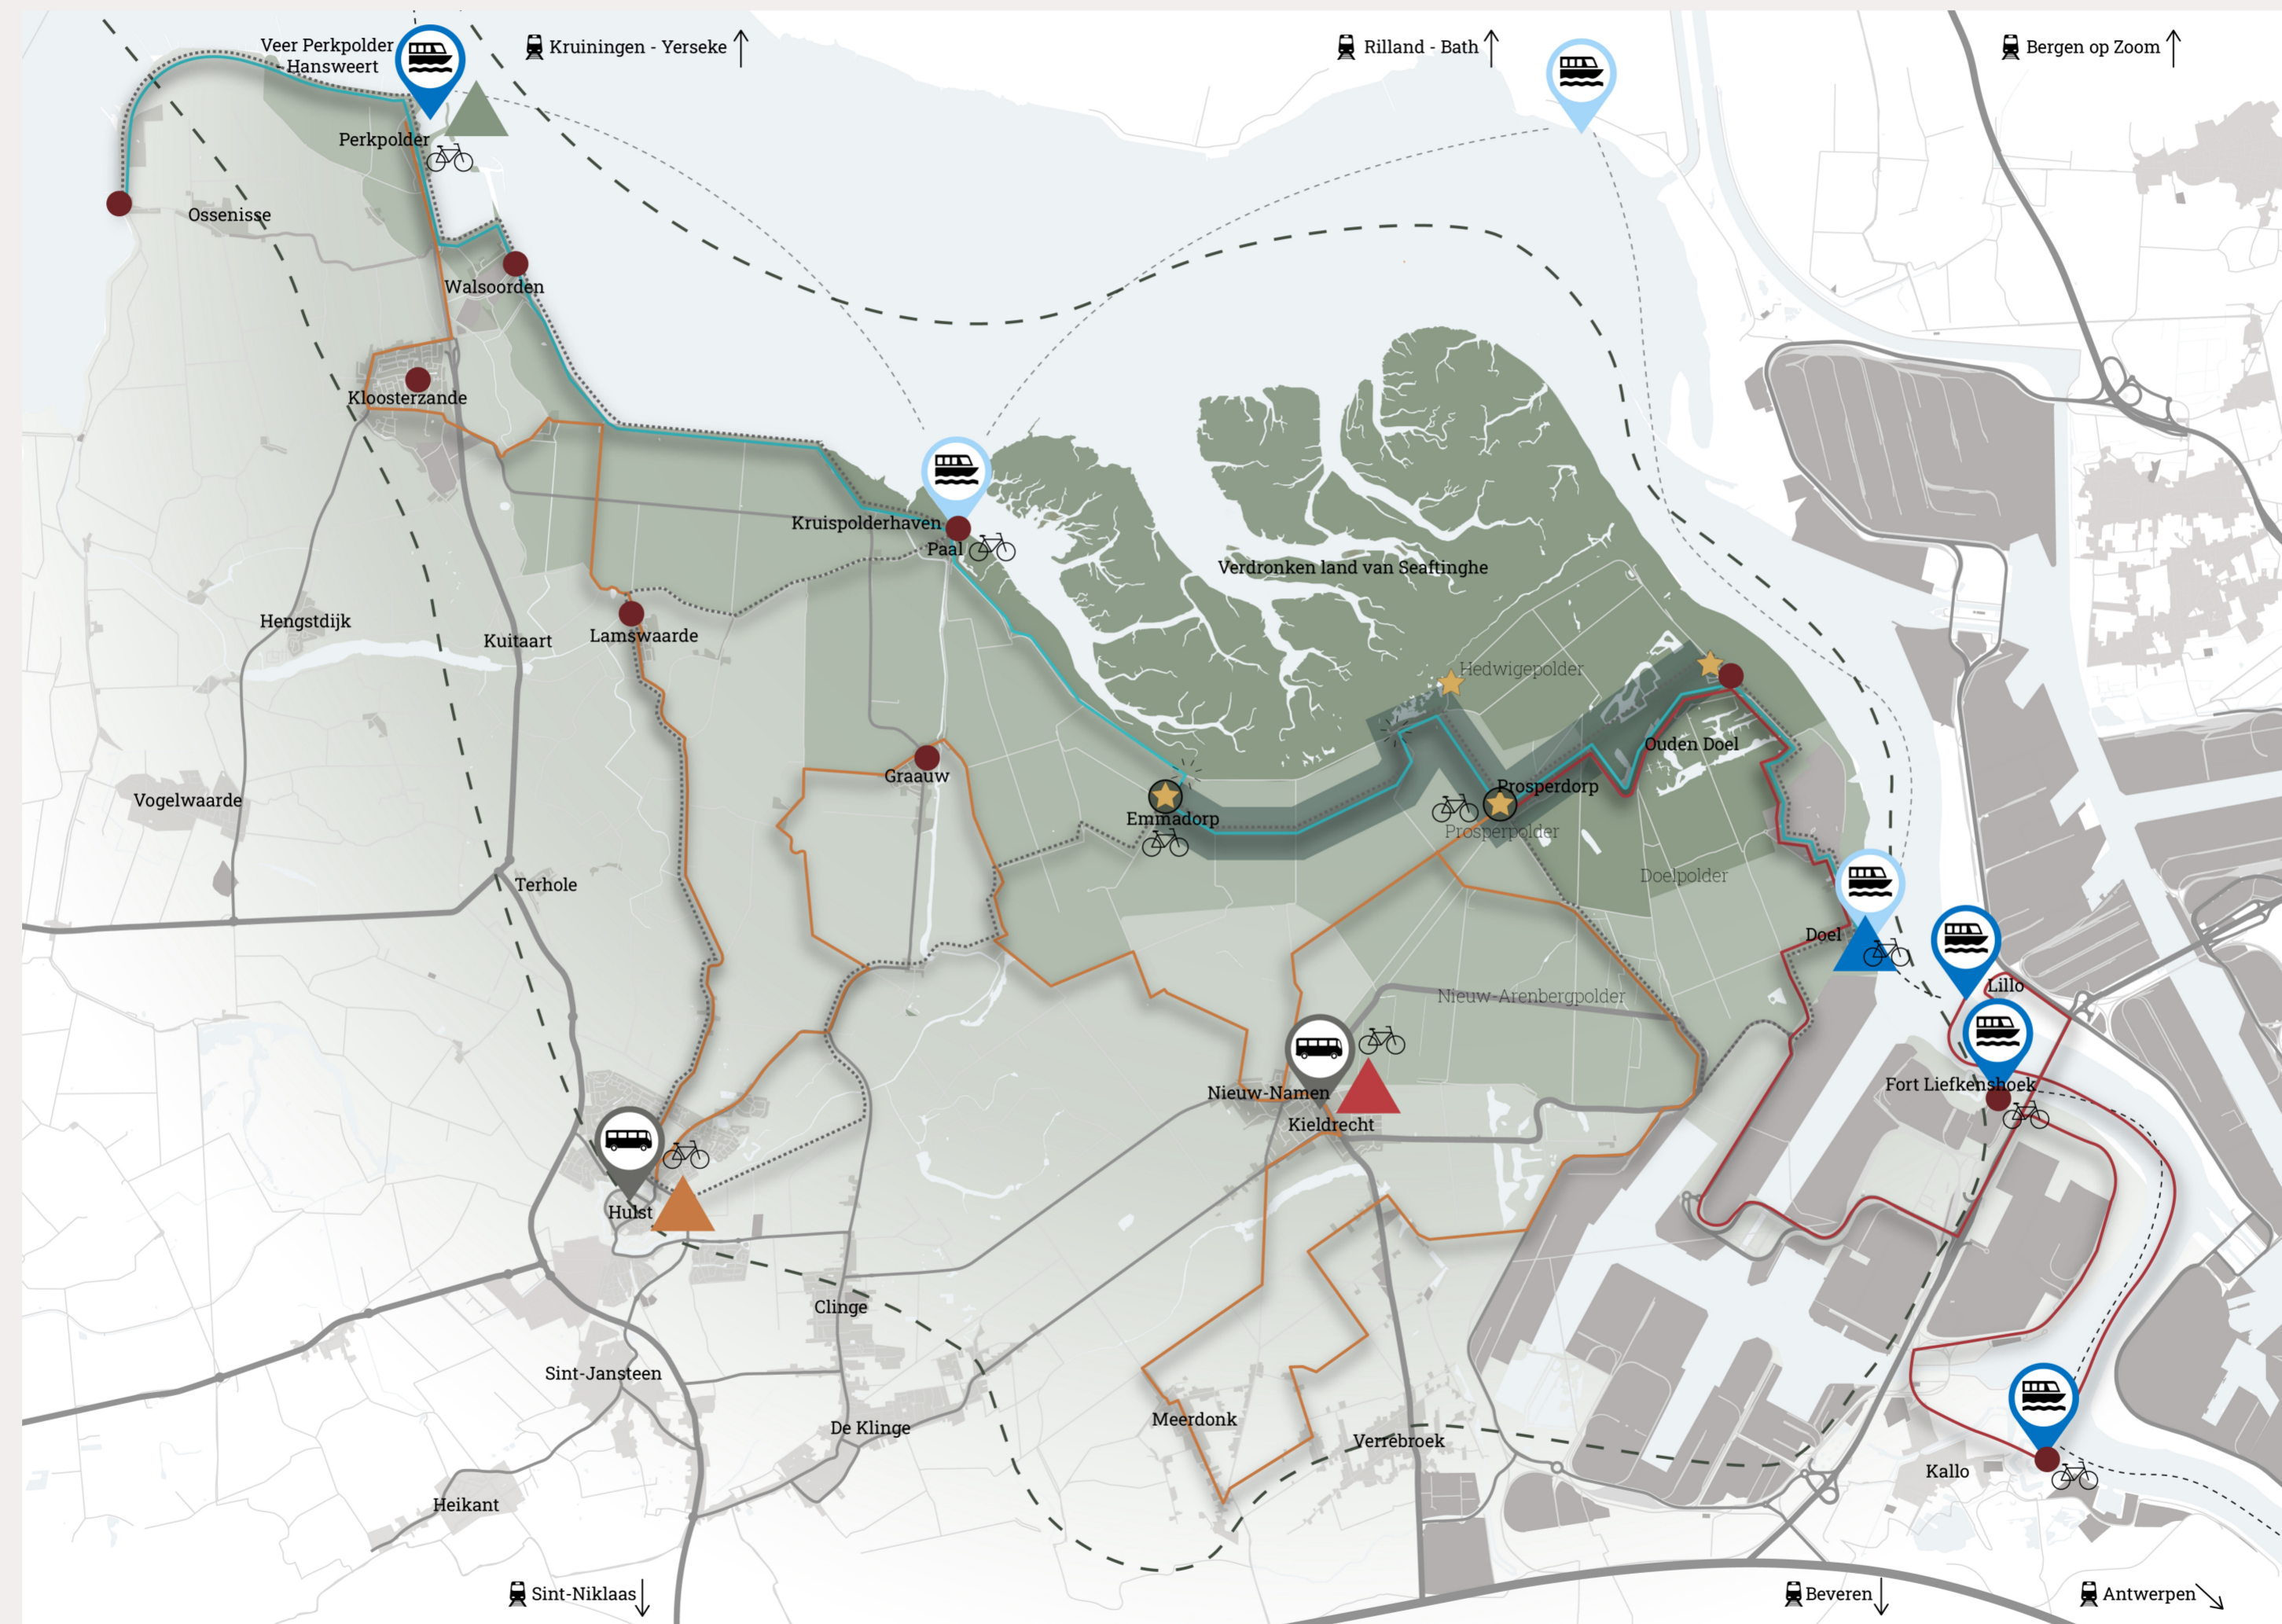 Veer Perkpolder
- Hansweert
Kruiningen - Yerseke
Rilland - Bath
Bergen op Zoom
Perkpolder
Ossenisse
Walsoorden
Kloosterzande
Kruispolderhaven
Paal
Verdronken land van Seaftinghe
Hengstdijk
Kuitaart
Lamswaarde
Hedwigepolder
Ouden Doel
Graauw
Prosperdorp
Vogelwaarde
Emmadorp
Prosperpolder
Terhole
Doelpolder
Doel
Lillo
Nieuw-Arenbergpolder
Fort Liefkenshoek
Nieuw-Namen
Kieldrecht
Hulst
Clinge
Sint-Jansteen
De Klinge
Meerdonk
Verrebroek
Kallo
Heikant
Sint-Niklaas
Beveren
Antwerpen